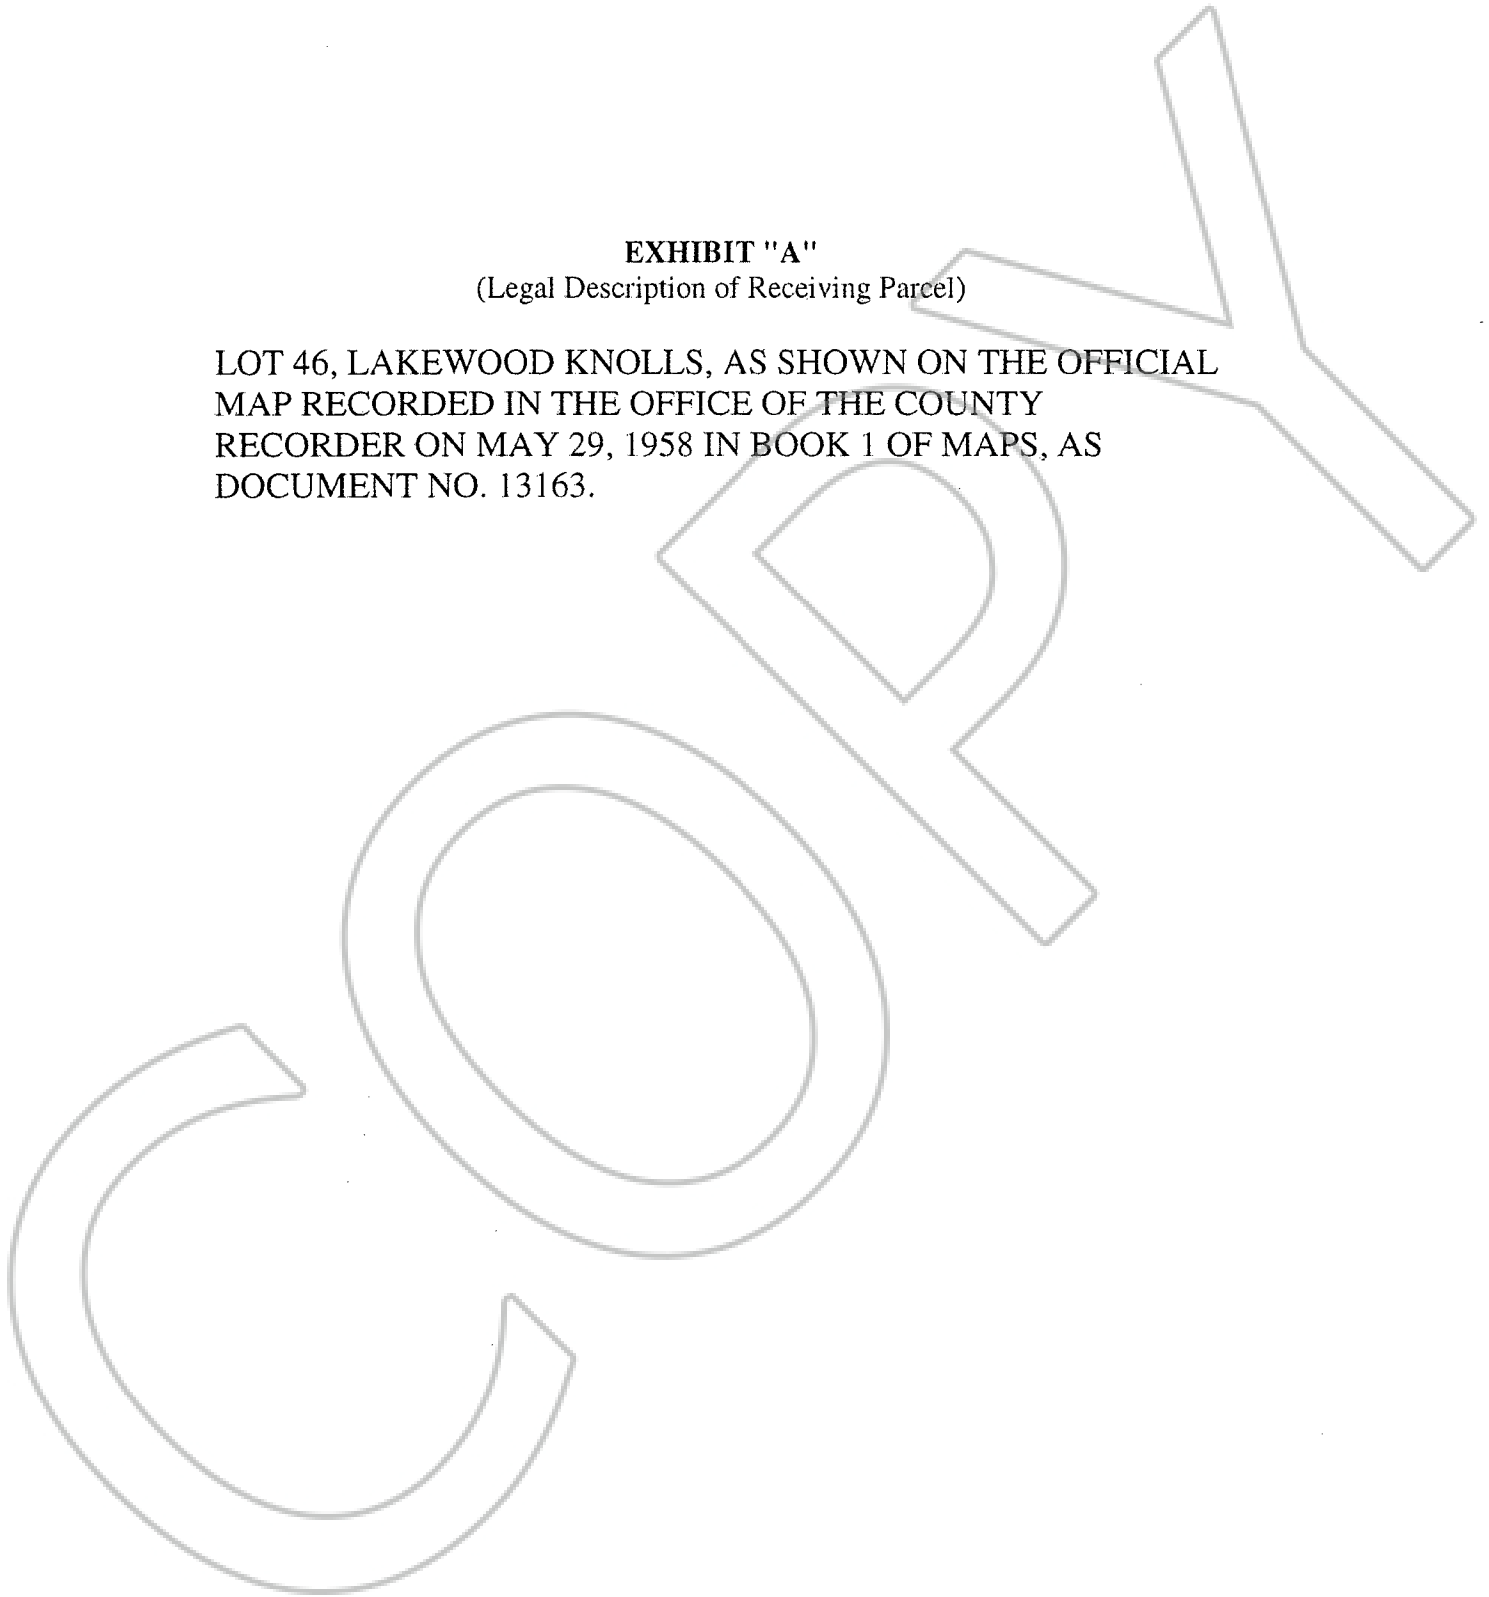 EXHIBIT "A"
(Legal Description of Receiving Parcel)
LOT 46, LAKEWOOD KNOLLS, AS SHOWN ON THE OFFICIAL
MAP RECORDED IN THE OFFICE OF THE COUNTY
RECORDER ON MAY 29, 1958 IN BOOK 1 OF MAPS, AS
DOCUMENT NO. 13163.
COPY